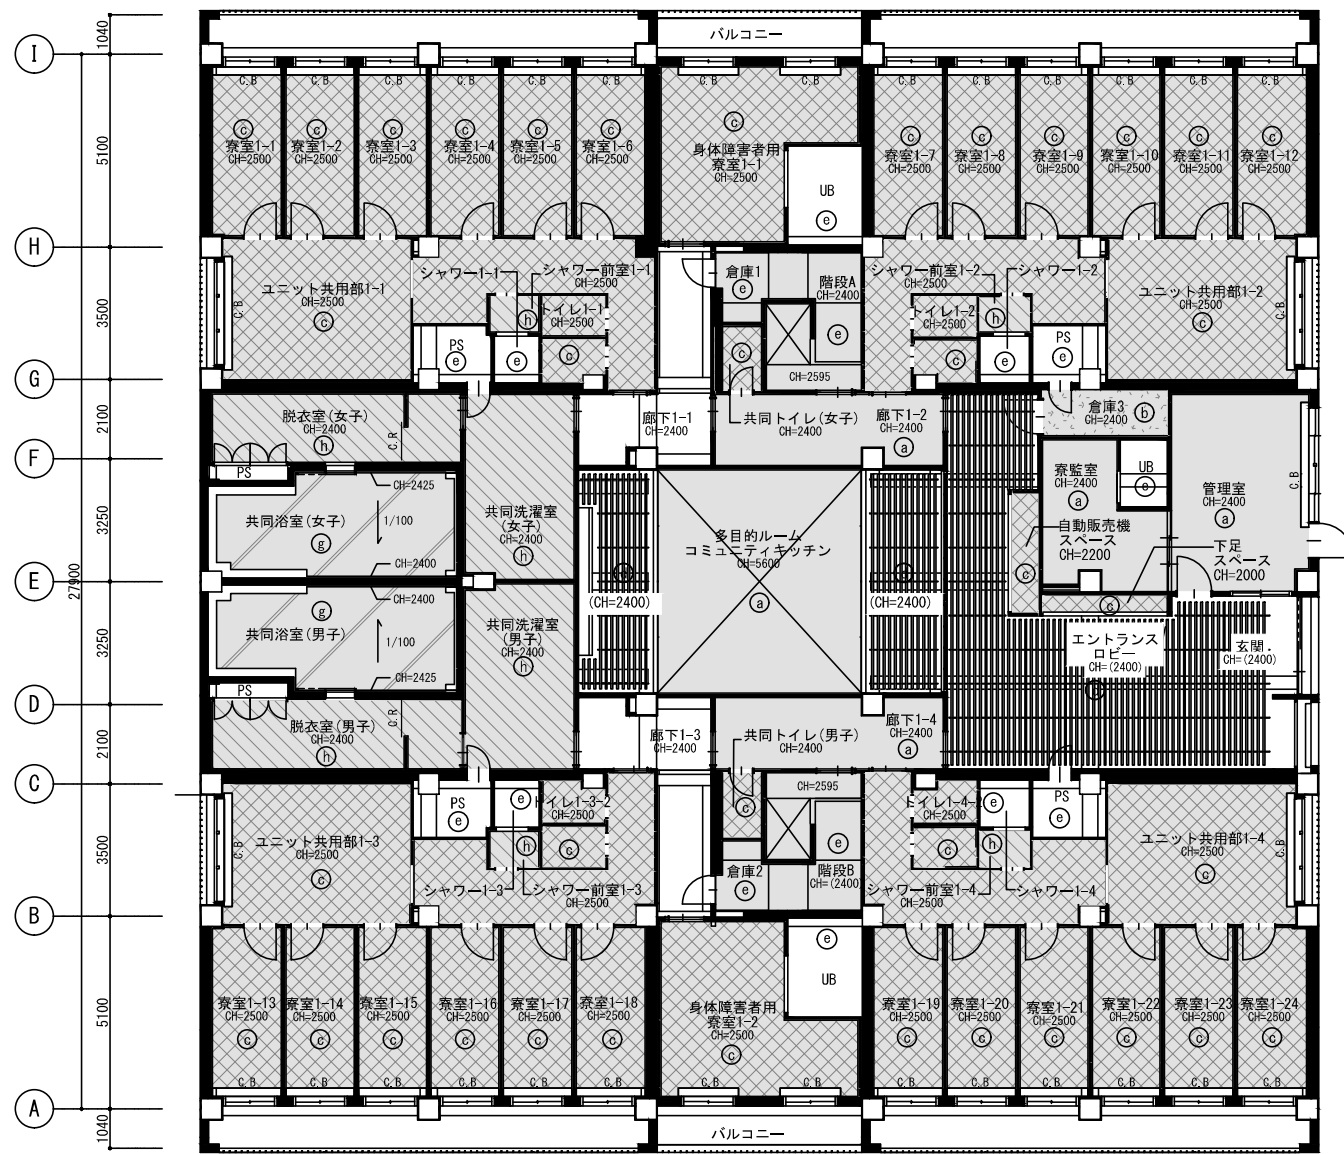 1040
I
バルコニー
C.B
C.B
C.B
C.B
C.B
C.B
C.B
C.B
C.B
C.B
C.B
C.B
C.B
C.B
5100
ⓒ
寮室1-1
CH=2500
ⓒ
寮室1-2
CH=2500
ⓒ
寮室1-3
CH=2500
ⓒ
寮室1-4
CH=2500
ⓒ
寮室1-5
CH=2500
ⓒ
寮室1-6
CH=2500
ⓒ
身体障害者用
寮室1-1
CH=2500
UB
ⓔ
ⓒ
寮室1-7
CH=2500
ⓒ
寮室1-8
CH=2500
ⓒ
寮室1-9
CH=2500
ⓒ
寮室1-10
CH=2500
ⓒ
寮室1-11
CH=2500
ⓒ
寮室1-12
CH=2500
H
3500
C.B
ユニット共用部1-1
CH=2500
ⓒ
シャワー1-1
シャワー前室1-1
CH=2500
ⓗ
トイレ1-1
CH=2500
ⓒ
PS
ⓔ
ⓔ
倉庫1
ⓔ
階段A
CH=2400
ⓔ
ⓒ
CH=2595
シャワー前室1-2
CH=2500
シャワー1-2
トイレ1-2
CH=2500
ⓗ
ⓒ
ⓔ
PS
ⓔ
ユニット共用部1-2
CH=2500
ⓒ
C.B
G
2100
脱衣室(女子)
CH=2400
ⓗ
C.R
PS
廊下1-1
CH=2400
共同トイレ(女子)
CH=2400
廊下1-2
CH=2400
ⓐ
倉庫3
CH=2400
ⓑ
F
3250
CH=2425
共同浴室(女子)
1/100
ⓖ
CH=2400
共同洗濯室
(女子)
CH=2400
ⓗ
多目的ルーム
コミュニティキッチン
CH=5600
ⓐ
寮監室
CH=2400
ⓐ
UB
ⓔ
管理室
CH=2400
ⓐ
C.B
自動販売機
スペース
CH=2200
ⓒ
下足
スペース
CH=2000
ⓒ
E
27900
3250
(CH=2400)
(CH=2400)
CH=2400
ⓖ
共同浴室(男子)
1/100
CH=2425
共同洗濯室
(男子)
CH=2400
ⓗ
エントランス
ロビー
CH=(2400)
玄関.
CH=(2400)
D
2100
PS
脱衣室(男子)
CH=2400
ⓗ
C.R
廊下1-3
CH=2400
共同トイレ(男子)
CH=2400
廊下1-4
CH=2400
ⓐ
C
3500
C.B
ユニット共用部1-3
CH=2500
ⓒ
PS
ⓔ
ⓔ
トイレ1-3-2
CH=2500
ⓗ
ⓒ
シャワー1-3
シャワー前室1-3
CH=2500
ⓒ
CH=2595
ⓔ
倉庫2
ⓔ
階段B
CH=(2400)
トイレ1-4-2
CH=2500
ⓔ
PS
ⓔ
ⓒ
ⓗ
シャワー前室1-4
CH=2500
シャワー1-4
ユニット共用部1-4
CH=2500
ⓒ
C.B
B
5100
寮室1-13
CH=2500
ⓒ
寮室1-14
CH=2500
ⓒ
寮室1-15
CH=2500
ⓒ
寮室1-16
CH=2500
ⓒ
寮室1-17
CH=2500
ⓒ
寮室1-18
CH=2500
ⓒ
身体障害者用
寮室1-2
CH=2500
ⓒ
ⓔ
UB
寮室1-19
CH=2500
ⓒ
寮室1-20
CH=2500
ⓒ
寮室1-21
CH=2500
ⓒ
寮室1-22
CH=2500
ⓒ
寮室1-23
CH=2500
ⓒ
寮室1-24
CH=2500
ⓒ
C.B
C.B
C.B
C.B
C.B
C.B
C.B
C.B
C.B
C.B
C.B
C.B
C.B
C.B
A
1040
バルコニー